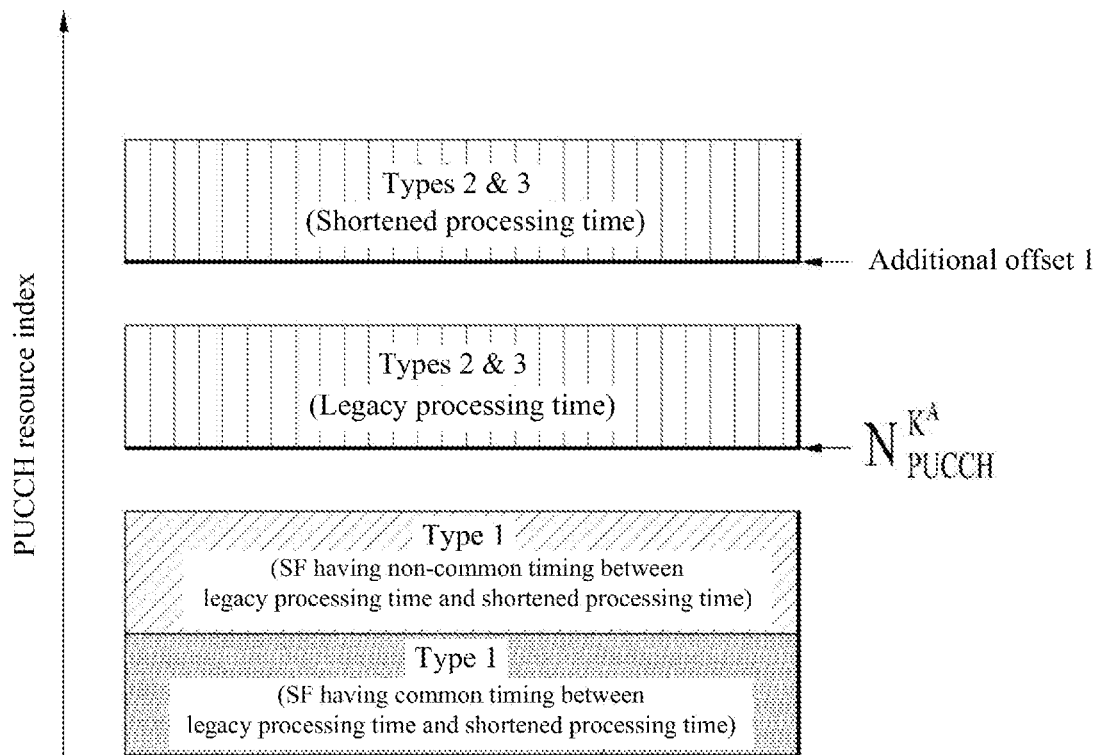 PUCCH resource index
Types 2 & 3
(Shortened processing time)
Additional offset 1
Types 2 & 3
(Legacy processing time)
N K^A PUCCH
Type 1
(SF having non-common timing between
legacy processing time and shortened processing time)
Type 1
(SF having common timing between
legacy processing time and shortened processing time)